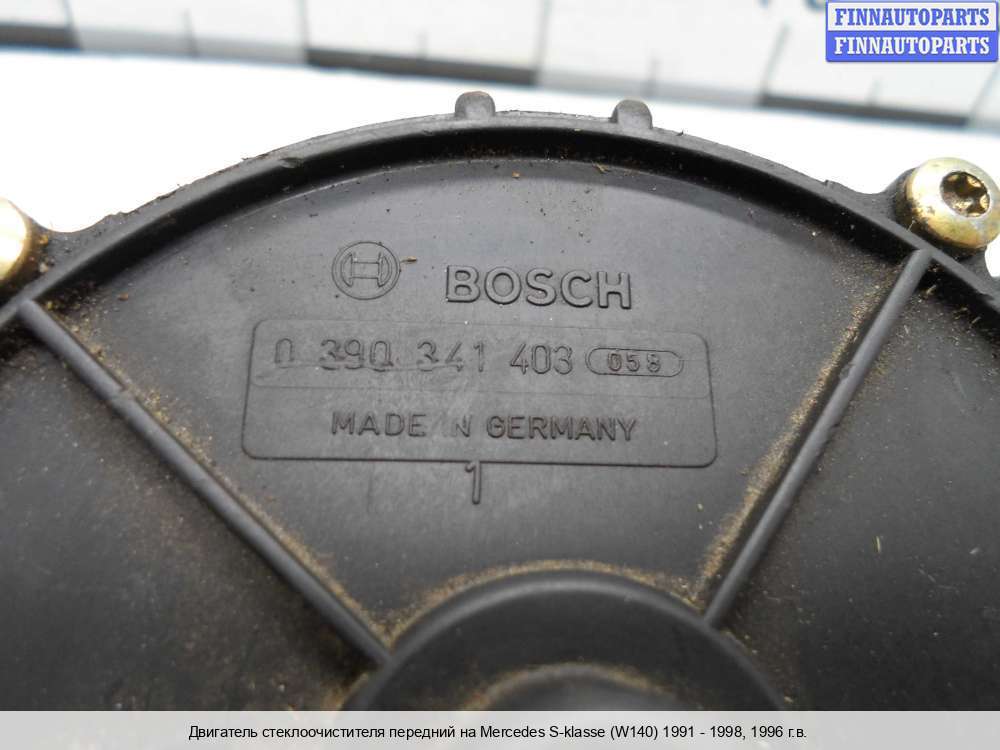 FINNAUTOPARTS
FINNAUTOPARTS
BOSCH
0 390 341 403 058
MADE IN GERMANY
1
Двигатель стеклоочистителя передний на Mercedes S-klasse (W140) 1991 - 1998, 1996 г.в.